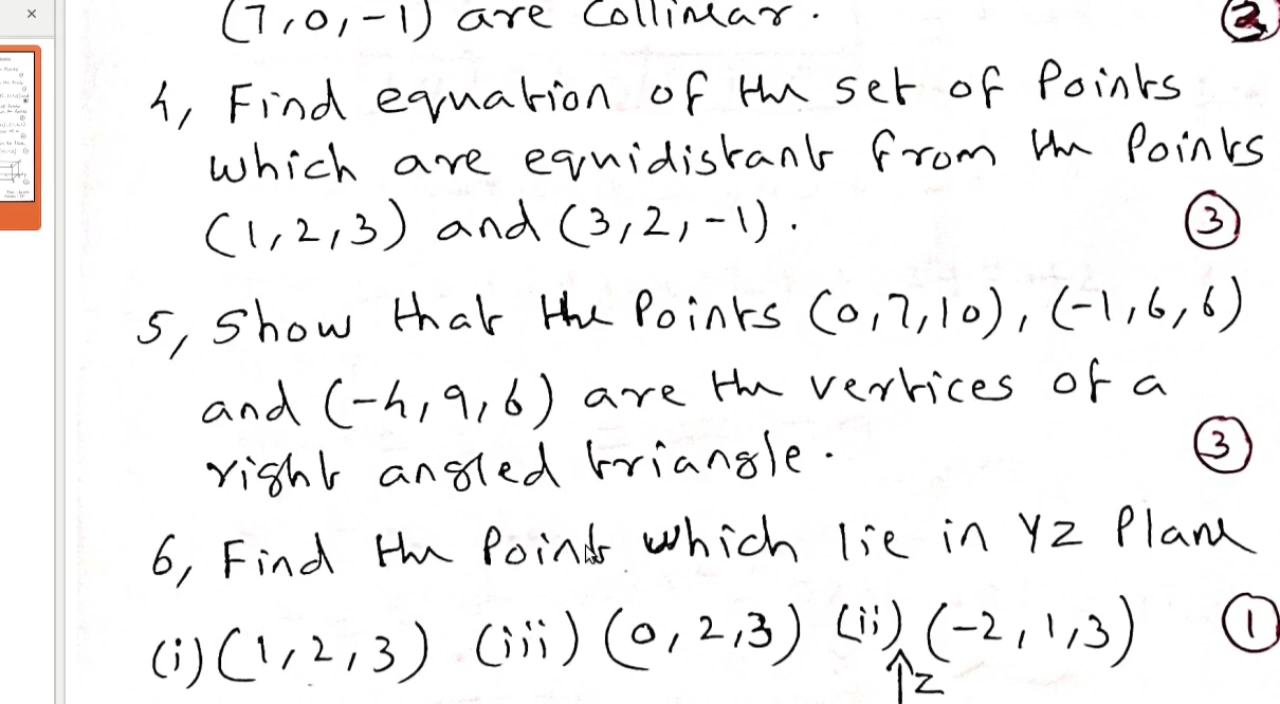 (7,0,-1) are collinear.
2
4, Find equation of the set of Points
which are equidistant from the Points
(1,2,3) and (3,2,-1). 3
5, Show that the Points (0,7,10), (-1,6,6)
and (-4,9,6) are the vertices of a
right angled triangle. 3
6, Find the Point which lie in YZ Plane
(i) (1,2,3) (iii) (0,2,3) (ii) (-2,1,3) 1
Z